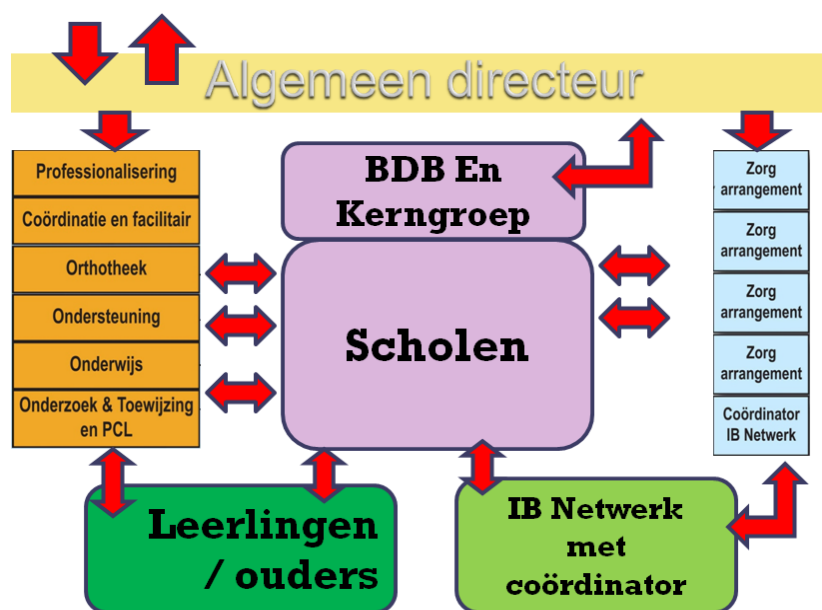 Algemeen directeur
Professionalisering
Coördinatie en facilitair
Orthotheek
Ondersteuning
Onderwijs
Onderzoek & Toewijzing
en PCL
BDB En
Kerngroep
Scholen
Zorg
arrangement
Zorg
arrangement
Zorg
arrangement
Zorg
arrangement
Coördinator
IB Netwerk
Leerlingen
/ ouders
IB Netwerk
met
coördinator